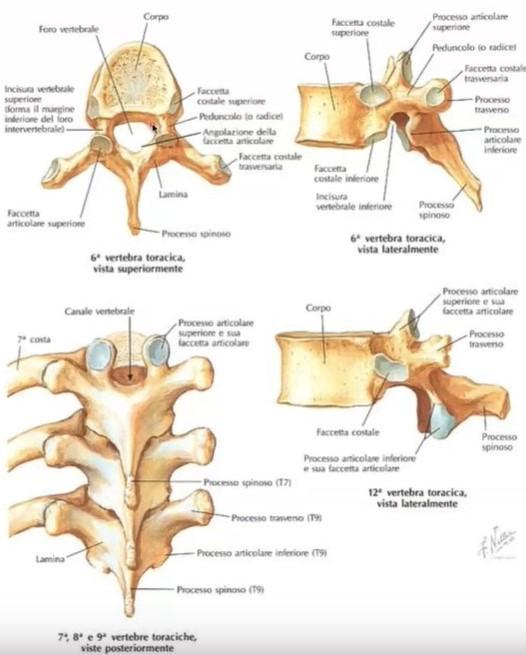 Corpo
Foro vertebrale
Incisura vertebrale
superiore
(forma il margine
inferiore del foro
intervertebrale)
Faccetta
costale superiore
Peduncolo (o radice)
Angolazione della
faccetta articolare
Faccetta costale
trasversaria
Lamina
Faccetta
articolare superiore
Processo spinoso
6ª vertebra toracica,
vista superiormente
Faccetta costale
superiore
Processo articolare
superiore
Corpo
Peduncolo (o radice)
Faccetta costale
trasversaria
Processo
trasverso
Processo
articolare
inferiore
Faccetta
costale inferiore
Incisura
vertebrale inferiore
Processo
spinoso
6ª vertebra toracica,
vista lateralmente
Canale vertebrale
7ª costa
Processo articolare
superiore e sua
faccetta articolare
Processo spinoso (T7)
Processo trasverso (T9)
Lamina
Processo articolare inferiore (T9)
Processo spinoso (T9)
7ª, 8ª e 9ª vertebre toraciche,
viste posteriormente
Processo articolare
superiore e sua
faccetta articolare
Corpo
Processo
trasverso
Faccetta costale
Processo articolare inferiore
e sua faccetta articolare
Processo
spinoso
12ª vertebra toracica,
vista lateralmente